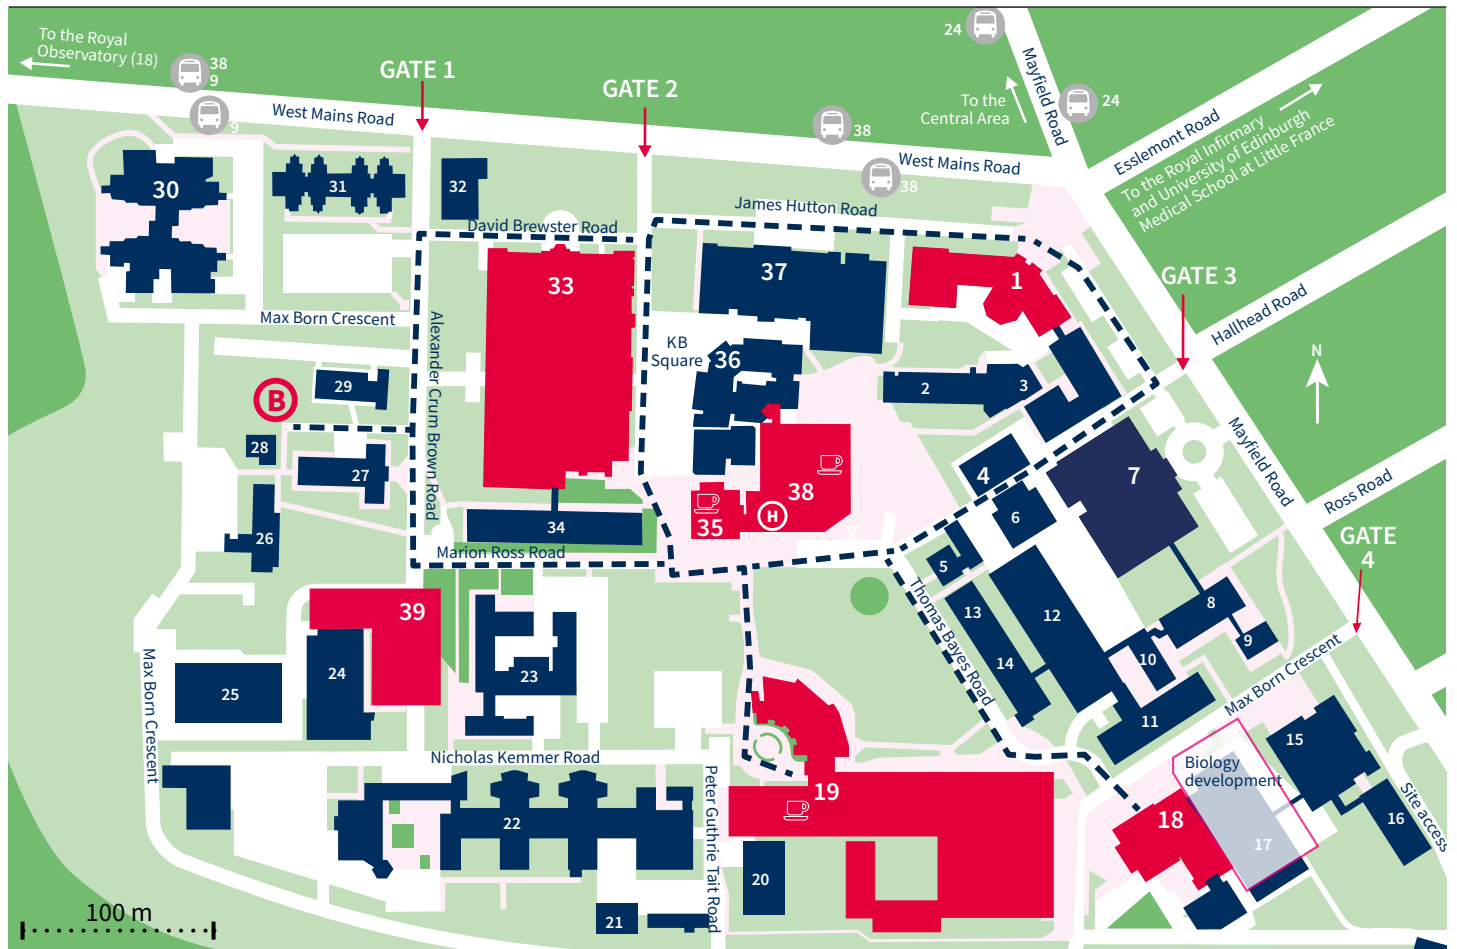 To the Royal
Observatory (18)
38
9
9
GATE 1
GATE 2
West Mains Road
38
38
West Mains Road
24
24
Mayfield Road
To the
Central Area
Esslemont Road
To the Royal Infirmary
and University of Edinburgh
Medical School at Little France
30
31
32
David Brewster Road
James Hutton Road
33
37
1
GATE 3
Hallhead Road
Max Born Crescent
Alexander Crum Brown Road
KB
Square
36
N
29
B
2
3
28
27
Mayfield Road
4
7
Ross Road
38
H
35
6
26
34
X
GATE
4
Marion Ross Road
5
Thomas Bayes Road
39
13
12
8
9
14
10
24
23
25
Max Born Crescent
Max Born Crescent
11
15
Nicholas Kemmer Road
Biology
development
Peter Guthrie Tait Road
19
18
22
16
Site access
17
20
21
100 m